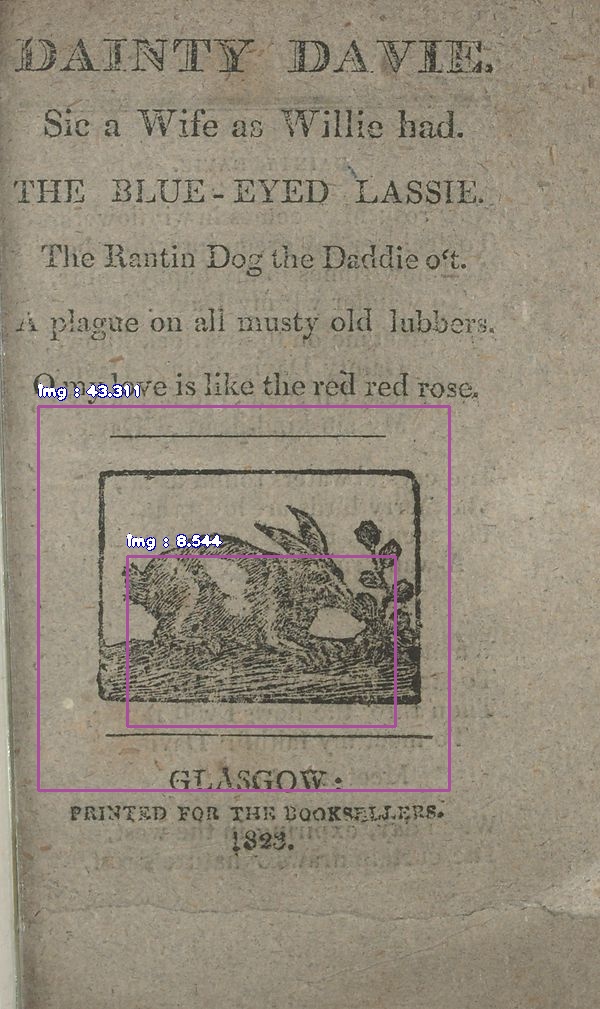 DAINTY DAVIE.
Sic a Wife as Willie had.
THE BLUE-EYED LASSIE.
The Rantin Dog the Daddie o‘t.
A plague on all musty old lubbers.
O my love is like the red red rose.
Img : 43.311
Img : 8.544
GLASGOW:
PRINTED FOR THE BOOKSELLERS.
1823.